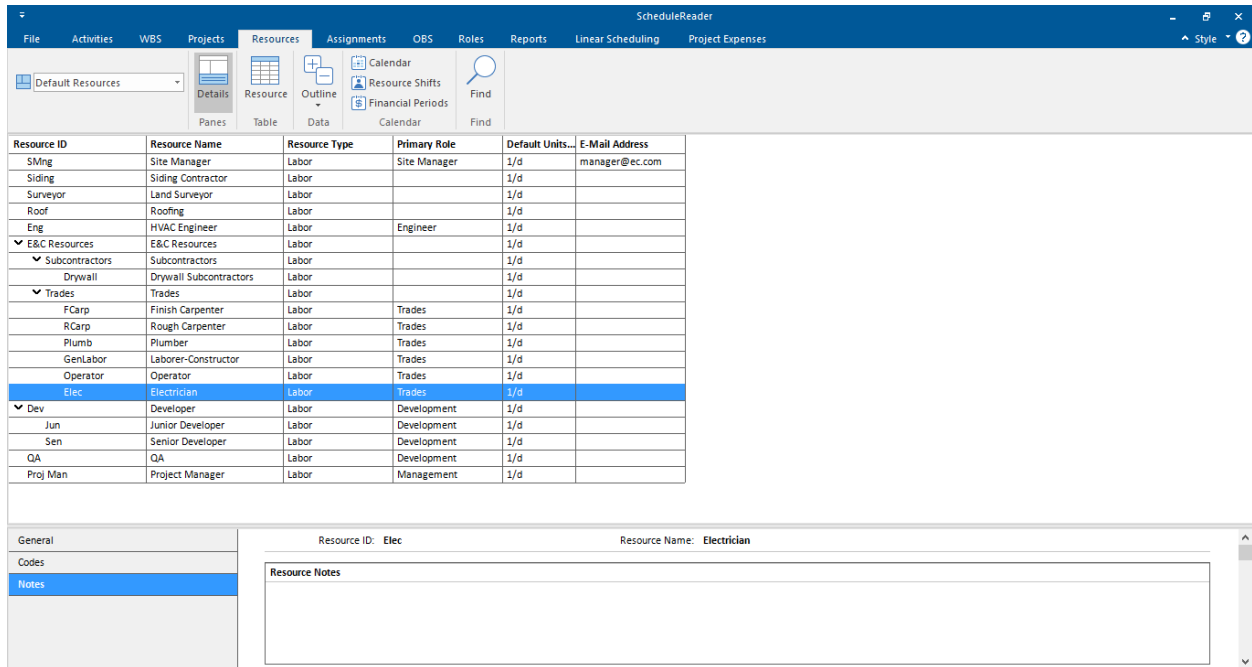 ScheduleReader
File Activities WBS Projects Resources Assignments OBS Roles Reports Linear Scheduling Project Expenses Style
Default Resources
Details Resource Outline Calendar Find
Resource Shifts
Financial Periods
Panes Table Data Calendar Find
Resource ID Resource Name Resource Type Primary Role Default Units... E-Mail Address
SMng Site Manager Labor Site Manager 1/d manager@ec.com
Siding Siding Contractor Labor 1/d
Surveyor Land Surveyor Labor 1/d
Roof Roofing Labor 1/d
Eng HVAC Engineer Labor Engineer 1/d
E&C Resources E&C Resources Labor 1/d
Subcontractors Subcontractors Labor 1/d
Drywall Drywall Subcontractors Labor 1/d
Trades Trades Labor 1/d
FCarp Finish Carpenter Labor Trades 1/d
RCarp Rough Carpenter Labor Trades 1/d
Plumb Plumber Labor Trades 1/d
GenLabor Laborer-Constructor Labor Trades 1/d
Operator Operator Labor Trades 1/d
Elec Electrician Labor Trades 1/d
Dev Developer Labor Development 1/d
Jun Junior Developer Labor Development 1/d
Sen Senior Developer Labor Development 1/d
QA QA Labor Development 1/d
Proj Man Project Manager Labor Management 1/d
General
Codes
Notes
Resource ID: Elec Resource Name: Electrician
Resource Notes